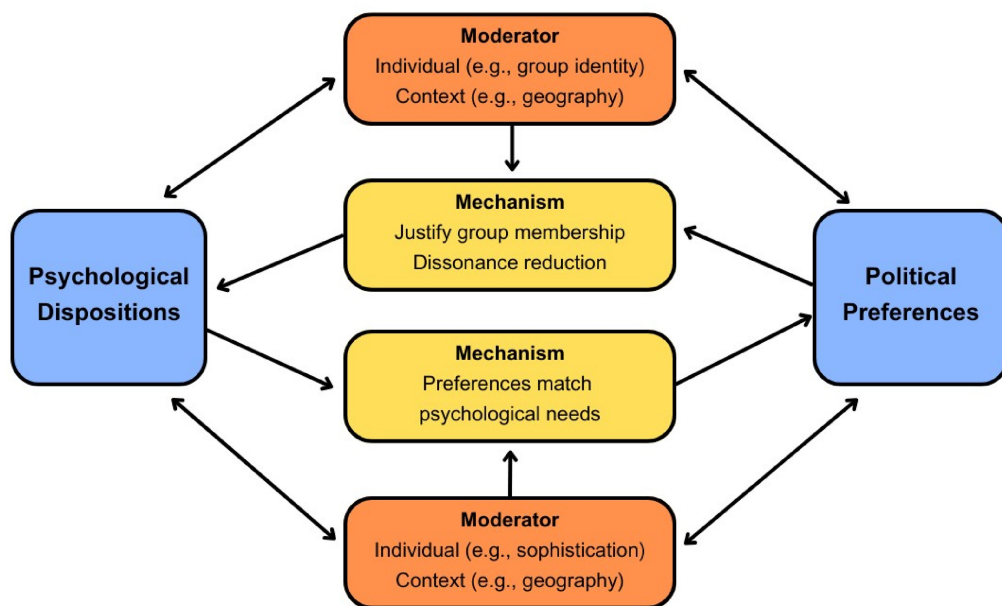 Moderator
Individual (e.g., group identity)
Context (e.g., geography)
Mechanism
Justify group membership
Dissonance reduction
Psychological
Dispositions
Political
Preferences
Mechanism
Preferences match
psychological needs
Moderator
Individual (e.g., sophistication)
Context (e.g., geography)